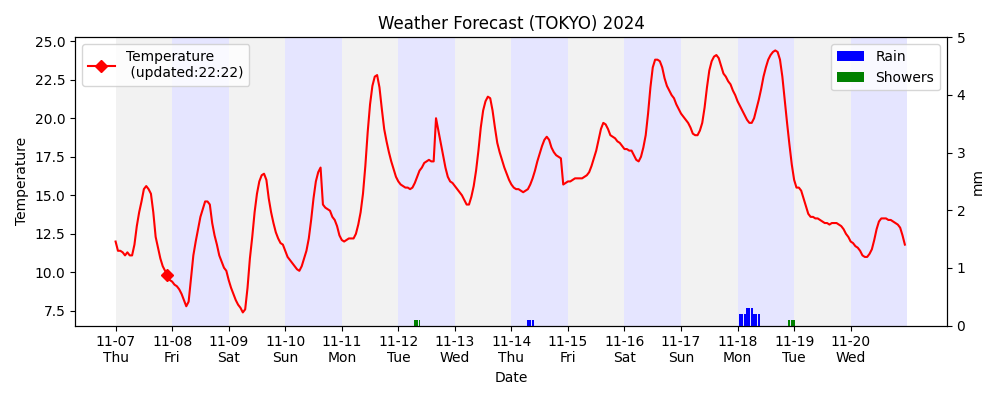 Weather Forecast (TOKYO) 2024
Temperature
(updated:22:22)
Rain
Showers
Temperature
25.0
22.5
20.0
17.5
15.0
12.5
10.0
7.5
5
4
3
2
1
0
mm
11-07 11-08 11-09 11-10 11-11 11-12 11-13 11-14 11-15 11-16 11-17 11-18 11-19 11-20
Thu Fri Sat Sun Mon Tue Wed Thu Fri Sat Sun Mon Tue Wed
Date